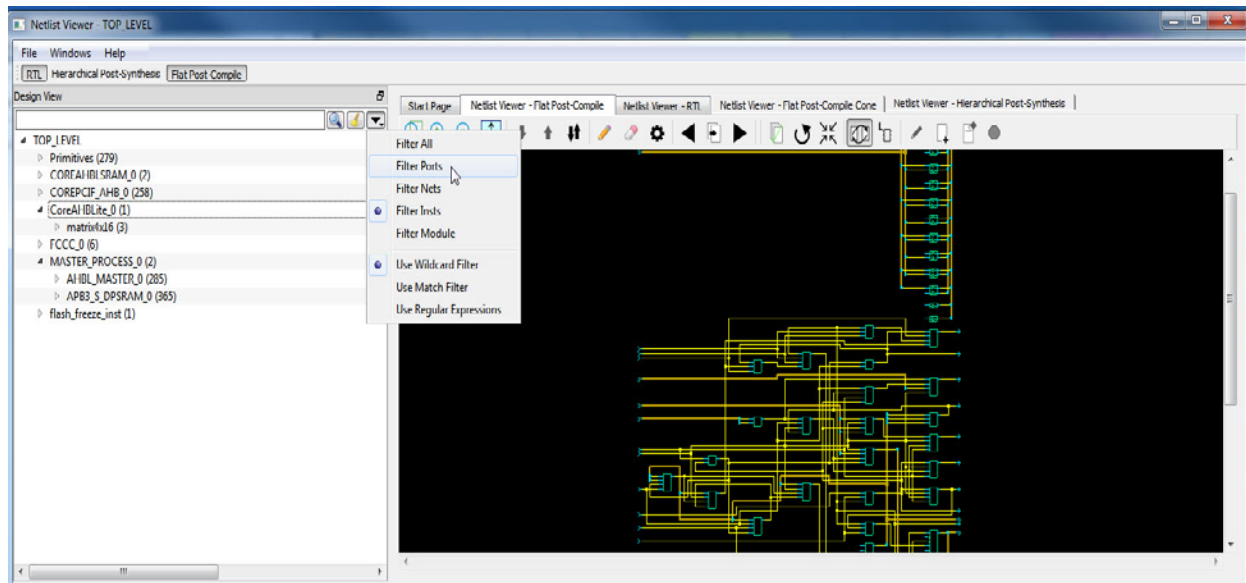 Netlist Viewer - TOP_LEVEL
File Windows Help
RTL Hierarchical Post-Synthesis Flat Post Compile
Design View
Start Page Netlist Viewer - Flat Post-Compile Netlist Viewer - RTL Netlist Viewer - Flat Post-Compile Cone Netlist Viewer - Hierarchical Post-Synthesis
TOP_LEVEL
Primitives (279)
COREAHBLSRAM_0 (7)
COREPCIF_AHB_0 (258)
CoreAHBLite_0 (1)
matrix4x16 (3)
FCCC_0 (6)
MASTER_PROCESS_0 (2)
AHBL_MASTER_0 (285)
APB3_S_DPSRAM_0 (365)
flash_freeze_inst (1)
Filter All
Filter Ports
Filter Nets
Filter Insts
Filter Module
Use Wildcard Filter
Use Match Filter
Use Regular Expressions